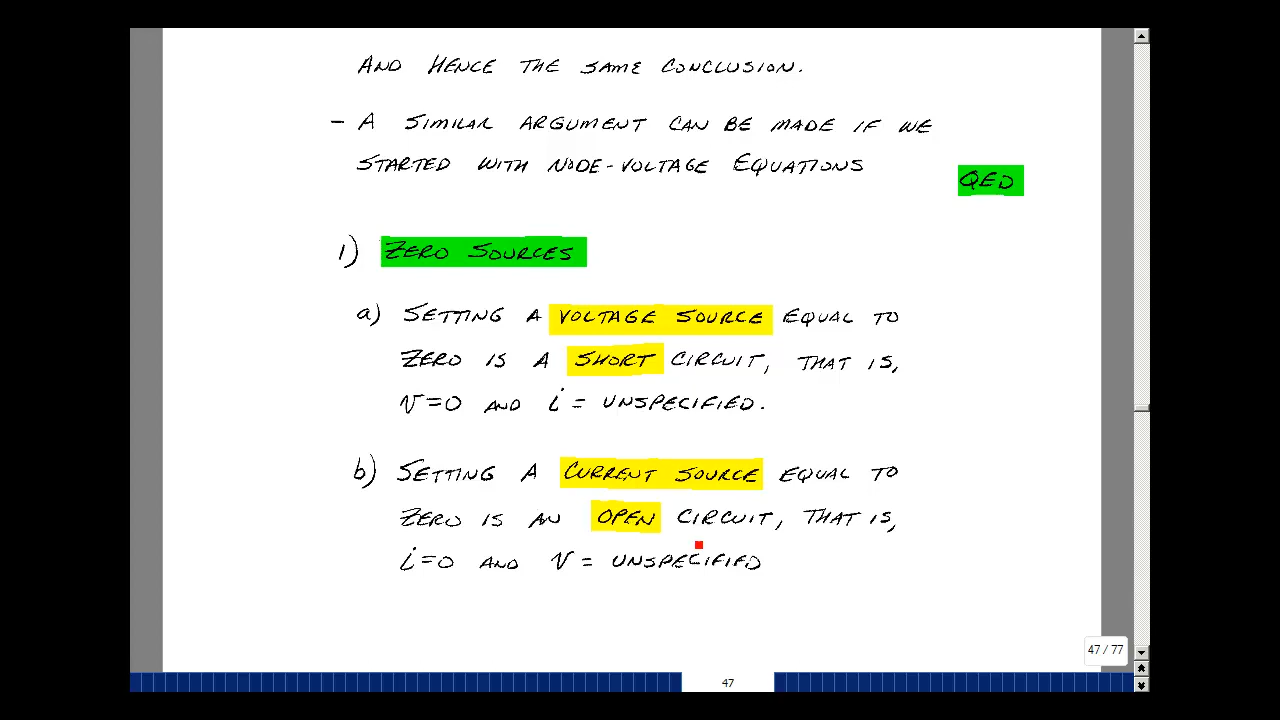 AND HENCE THE SAME CONCLUSION.
- A SIMILAR ARGUMENT CAN BE MADE IF WE
STARTED WITH NODE-VOLTAGE EQUATIONS
QED
1) ZERO SOURCES
a) SETTING A VOLTAGE SOURCE EQUAL TO
ZERO IS A SHORT CIRCUIT, THAT IS,
v=0 AND i = UNSPECIFIED.
b) SETTING A CURRENT SOURCE EQUAL TO
ZERO IS AN OPEN CIRCUIT, THAT IS,
i=0 AND v = UNSPECIFIED
47 / 77
47